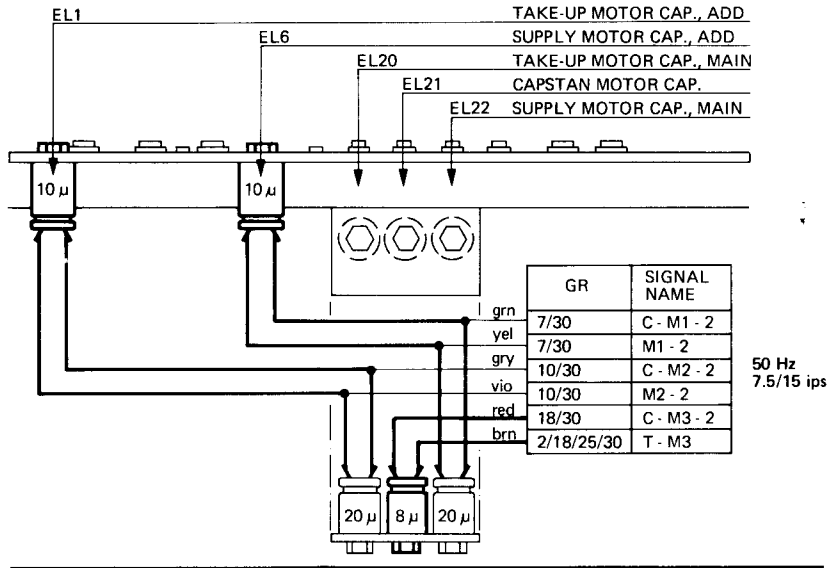 EL1 TAKE-UP MOTOR CAP., ADD
EL6 SUPPLY MOTOR CAP., ADD
EL20 TAKE-UP MOTOR CAP., MAIN
EL21 CAPSTAN MOTOR CAP.
EL22 SUPPLY MOTOR CAP., MAIN
10 µ 10 µ
GR SIGNAL NAME
grn 7/30 C - M1 - 2
yel 7/30 M1 - 2
gry 10/30 C - M2 - 2
vio 10/30 M2 - 2
red 18/30 C - M3 - 2
brn 2/18/25/30 T - M3
50 Hz
7.5/15 ips
20 µ 8 µ 20 µ